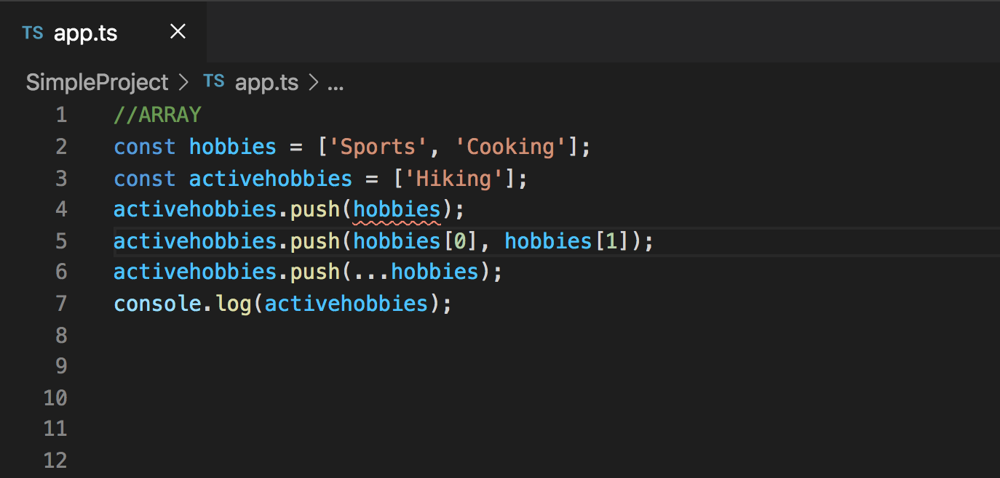 TS app.ts ×
SimpleProject > TS app.ts > ...
1 //ARRAY
2 const hobbies = ['Sports', 'Cooking'];
3 const activehobbies = ['Hiking'];
4 activehobbies.push(hobbies);
5 activehobbies.push(hobbies[0], hobbies[1]);
6 activehobbies.push(...hobbies);
7 console.log(activehobbies);
8
9
10
11
12